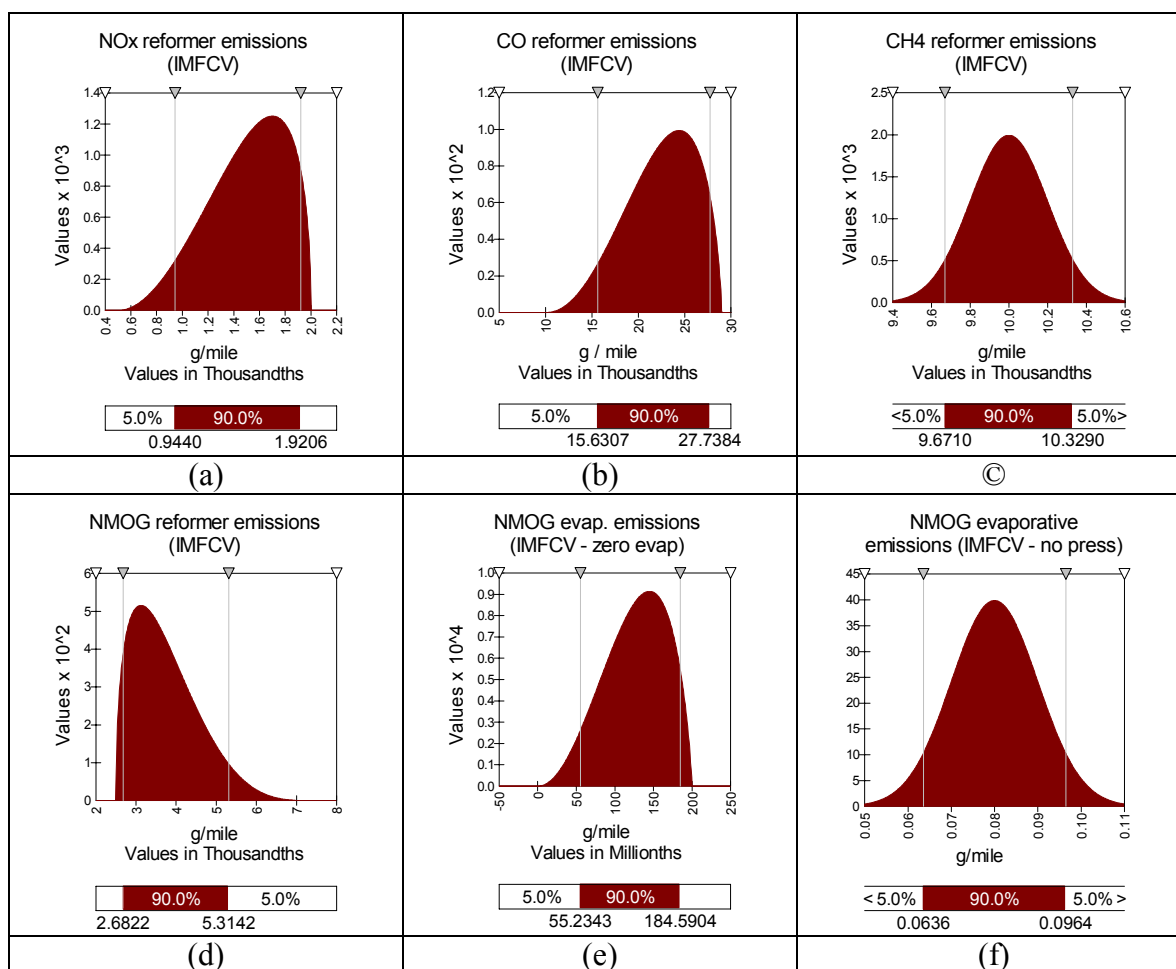 NOx reformer emissions
(IMFCV)
Values x 10^3
1.4
1.2
1.0
0.8
0.6
0.4
0.2
0.0
0.4 0.6 0.8 1.0 1.2 1.4 1.6 1.8 2.0 2.2
g/mile
Values in Thousandths
5.0% 90.0%
0.9440 1.9206
(a)
CO reformer emissions
(IMFCV)
Values x 10^2
1.2
1.0
0.8
0.6
0.4
0.2
0.0
5 10 15 20 25 30
g / mile
Values in Thousandths
5.0% 90.0%
15.6307 27.7384
(b)
CH4 reformer emissions
(IMFCV)
Values x 10^3
2.5
2.0
1.5
1.0
0.5
0.0
9.4 9.6 9.8 10.0 10.2 10.4 10.6
g/mile
Values in Thousandths
<5.0% 90.0% 5.0%>
9.6710 10.3290
©
NMOG reformer emissions
(IMFCV)
Values x 10^2
6
5
4
3
2
1
0
2 3 4 5 6 7 8
g/mile
Values in Thousandths
90.0% 5.0%
2.6822 5.3142
(d)
NMOG evap. emissions
(IMFCV - zero evap)
Values x 10^4
1.0
0.9
0.8
0.7
0.6
0.5
0.4
0.3
0.2
0.1
0.0
-50 0 50 100 150 200 250
g/mile
Values in Millionths
5.0% 90.0%
55.2343 184.5904
(e)
NMOG evaporative
emissions (IMFCV - no press)
45
40
35
30
25
20
15
10
5
0
0.05 0.06 0.07 0.08 0.09 0.10 0.11
g/mile
< 5.0% 90.0% 5.0% >
0.0636 0.0964
(f)